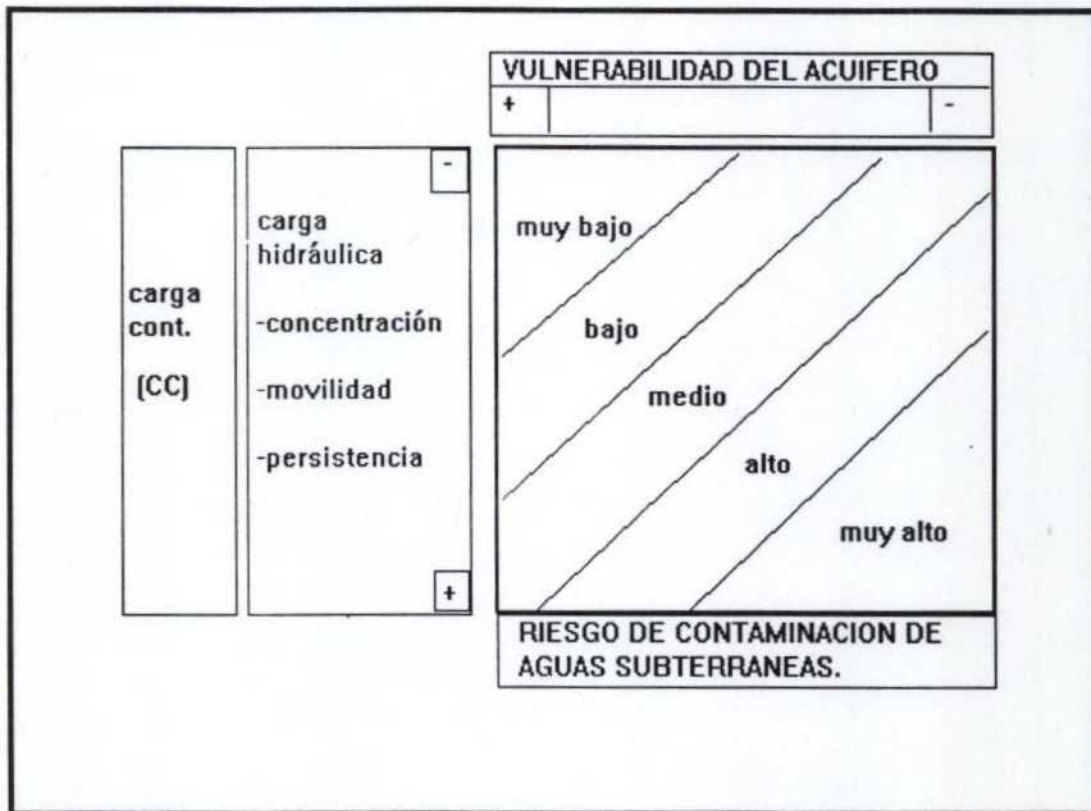 VULNERABILIDAD DEL ACUIFERO
+ -
carga
cont.
(CC)
-
carga
hidráulica
-concentración
-movilidad
-persistencia
+
muy bajo
bajo
medio
alto
muy alto
RIESGO DE CONTAMINACION DE
AGUAS SUBTERRANEAS.